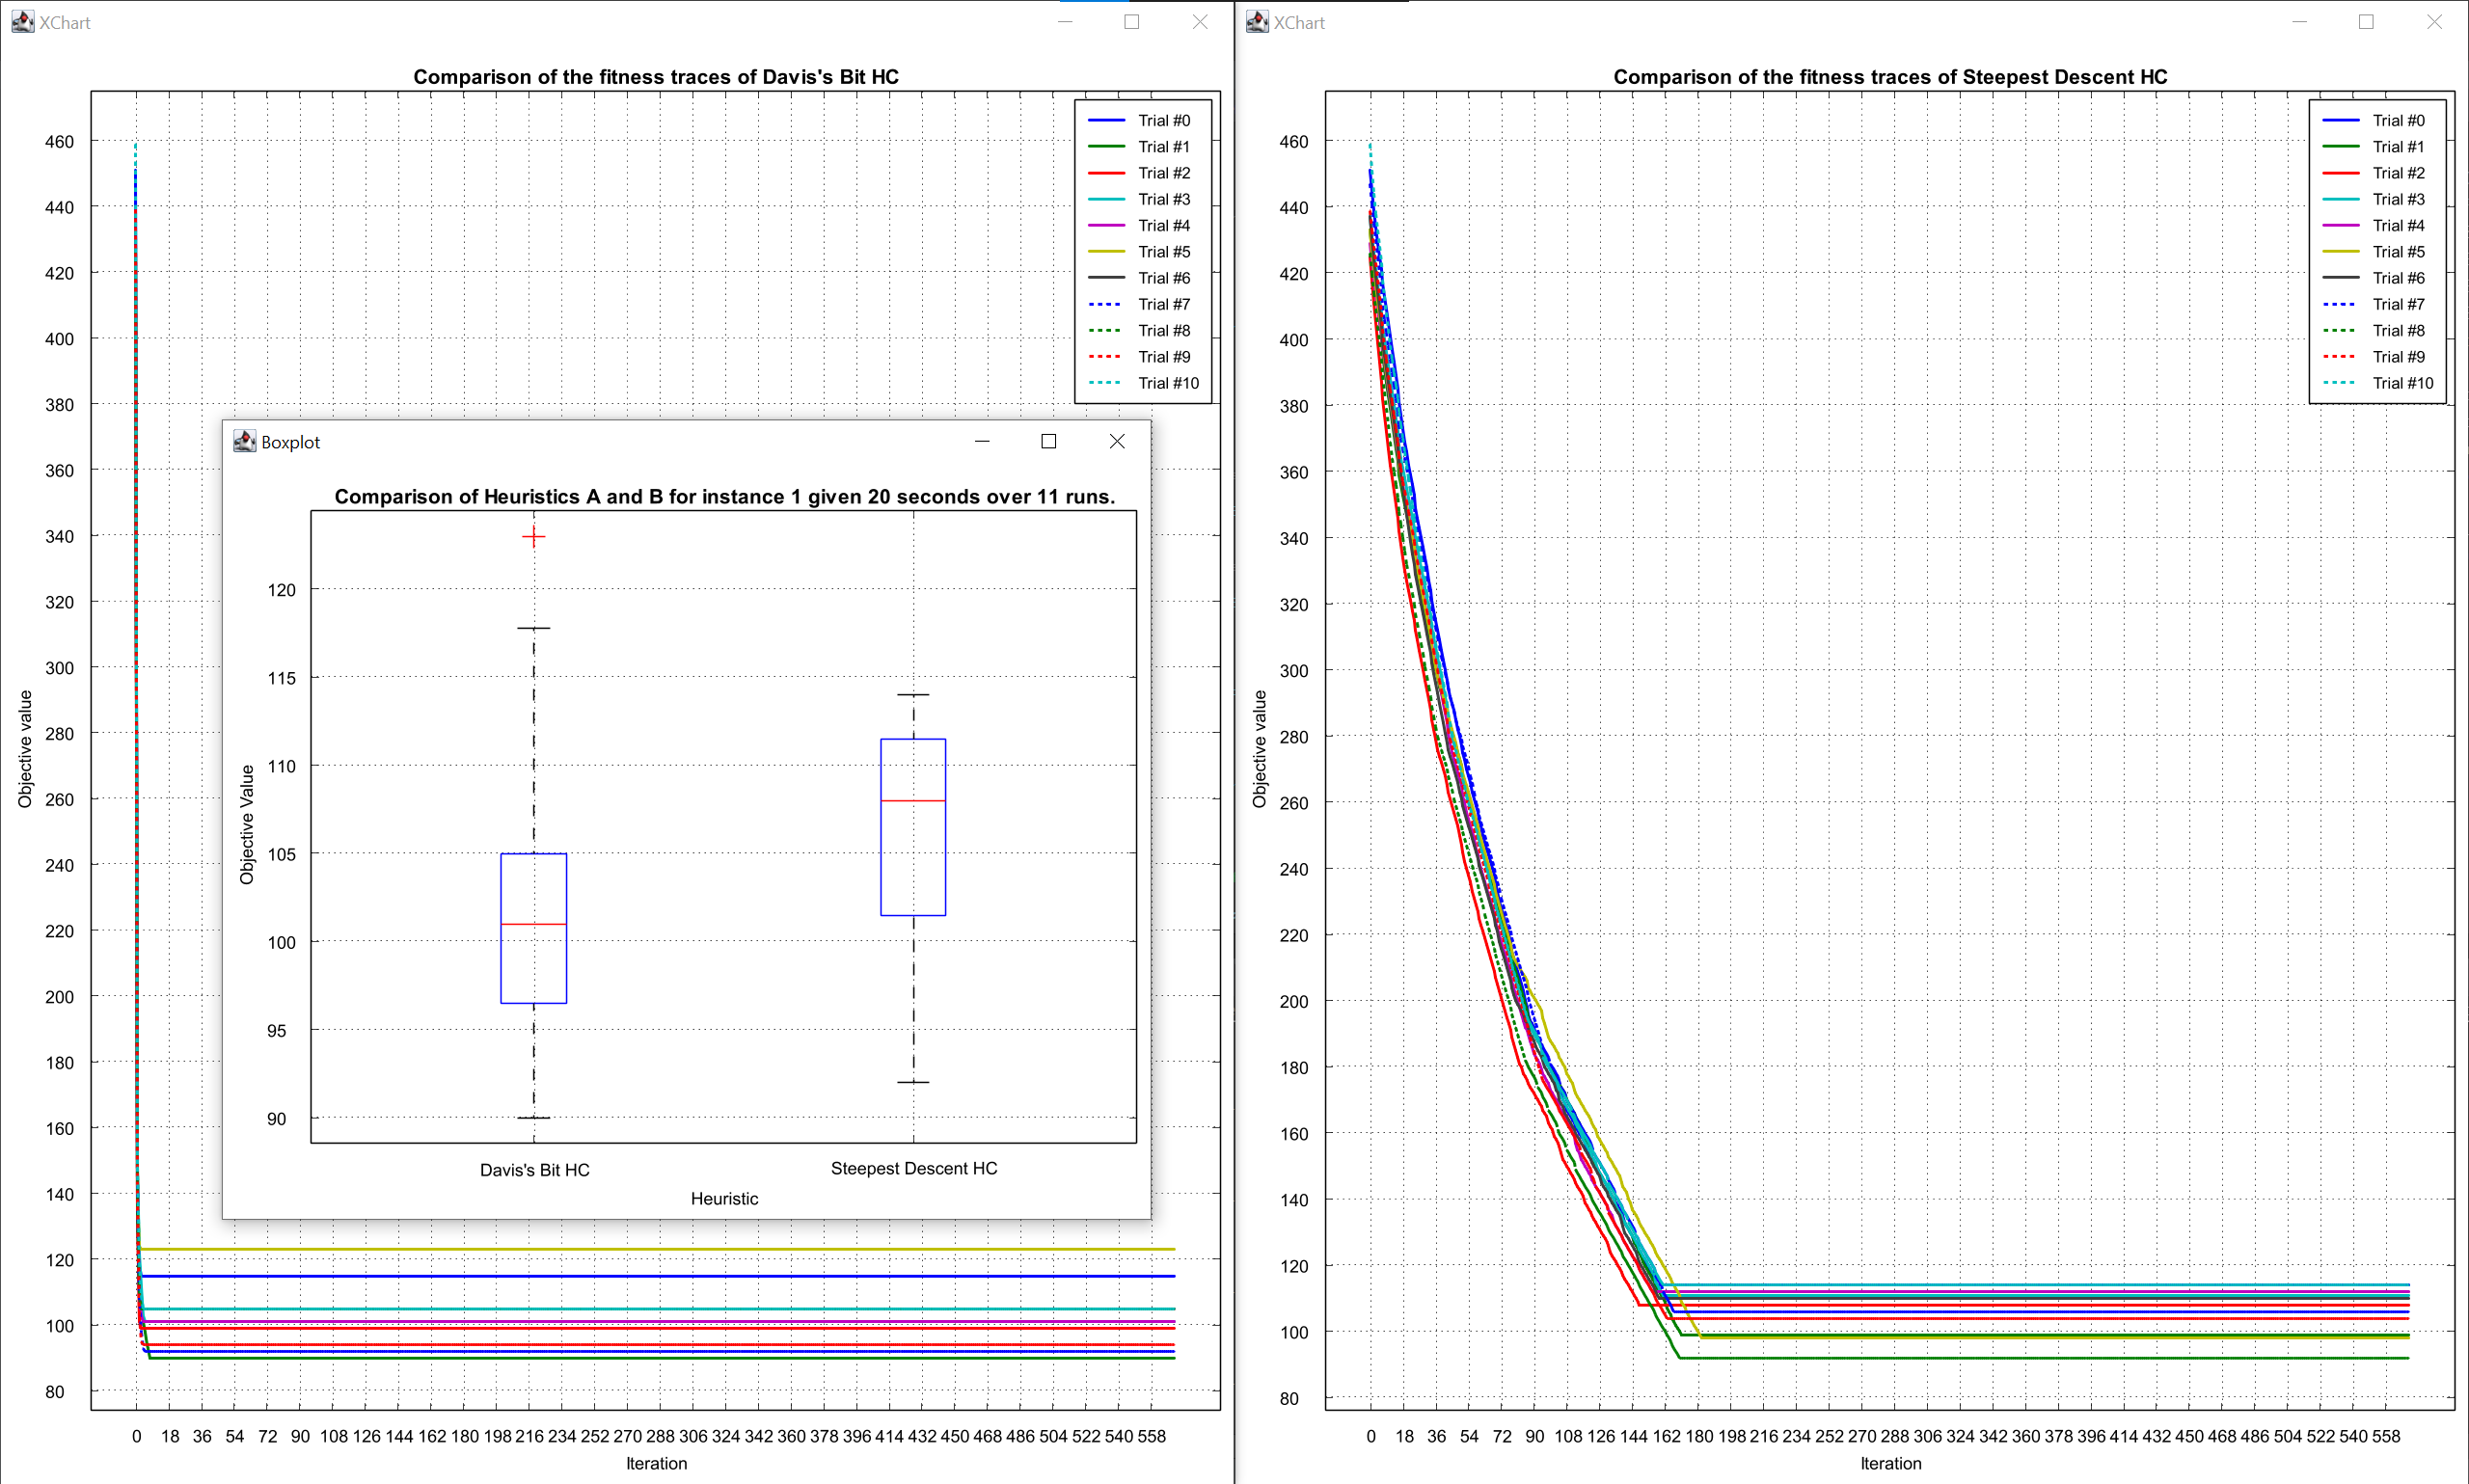 XChart
Comparison of the fitness traces of Davis's Bit HC
Trial #0
Trial #1
Trial #2
Trial #3
Trial #4
Trial #5
Trial #6
Trial #7
Trial #8
Trial #9
Trial #10
460
440
420
400
380
360
340
320
300
280
260
240
220
200
180
160
140
120
100
80
Objective value
0 18 36 54 72 90 108 126 144 162 180 198 216 234 252 270 288 306 324 342 360 378 396 414 432 450 468 486 504 522 540 558
Iteration
Boxplot
Comparison of Heuristics A and B for instance 1 given 20 seconds over 11 runs.
120
115
110
105
100
95
90
Objective Value
Davis's Bit HC Steepest Descent HC
Heuristic
XChart
Comparison of the fitness traces of Steepest Descent HC
Trial #0
Trial #1
Trial #2
Trial #3
Trial #4
Trial #5
Trial #6
Trial #7
Trial #8
Trial #9
Trial #10
460
440
420
400
380
360
340
320
300
280
260
240
220
200
180
160
140
120
100
80
Objective value
0 18 36 54 72 90 108 126 144 162 180 198 216 234 252 270 288 306 324 342 360 378 396 414 432 450 468 486 504 522 540 558
Iteration